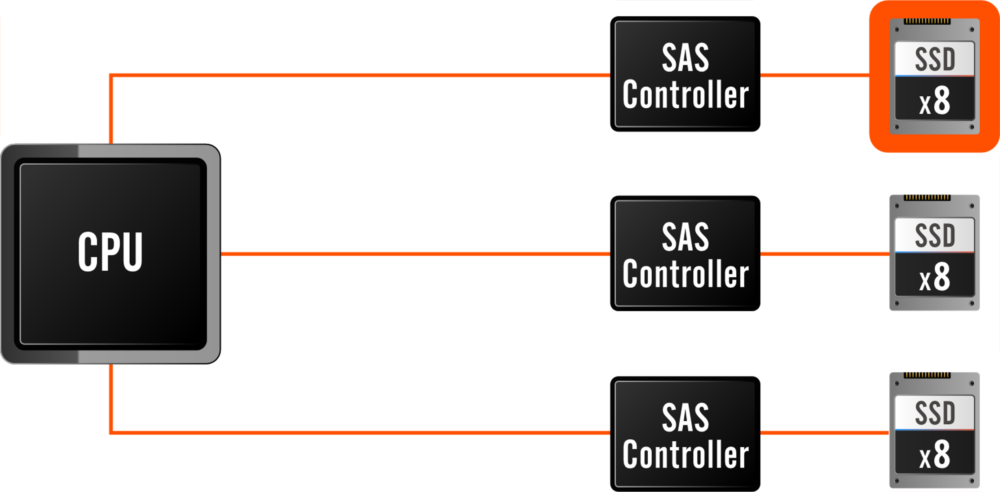 SAS
Controller
SSD
x8
CPU
SAS
Controller
SSD
x8
SAS
Controller
SSD
x8